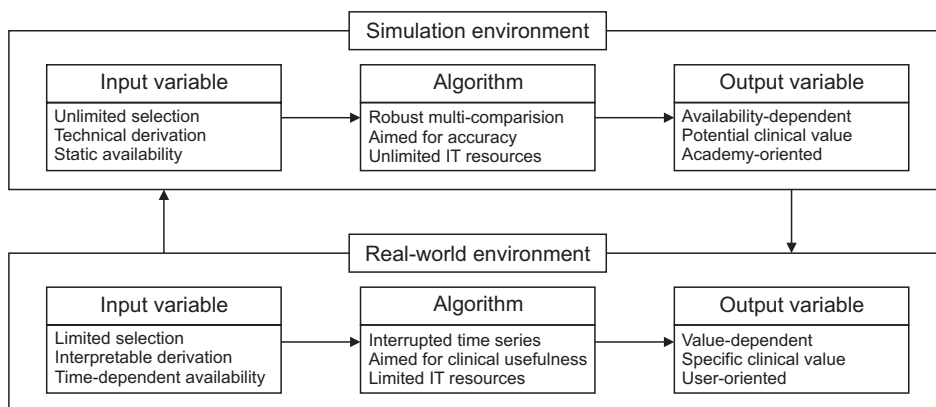 Simulation environment
Input variable
Unlimited selection
Technical derivation
Static availability
Algorithm
Robust multi-comparision
Aimed for accuracy
Unlimited IT resources
Output variable
Availability-dependent
Potential clinical value
Academy-oriented
Real-world environment
Input variable
Limited selection
Interpretable derivation
Time-dependent availability
Algorithm
Interrupted time series
Aimed for clinical usefulness
Limited IT resources
Output variable
Value-dependent
Specific clinical value
User-oriented